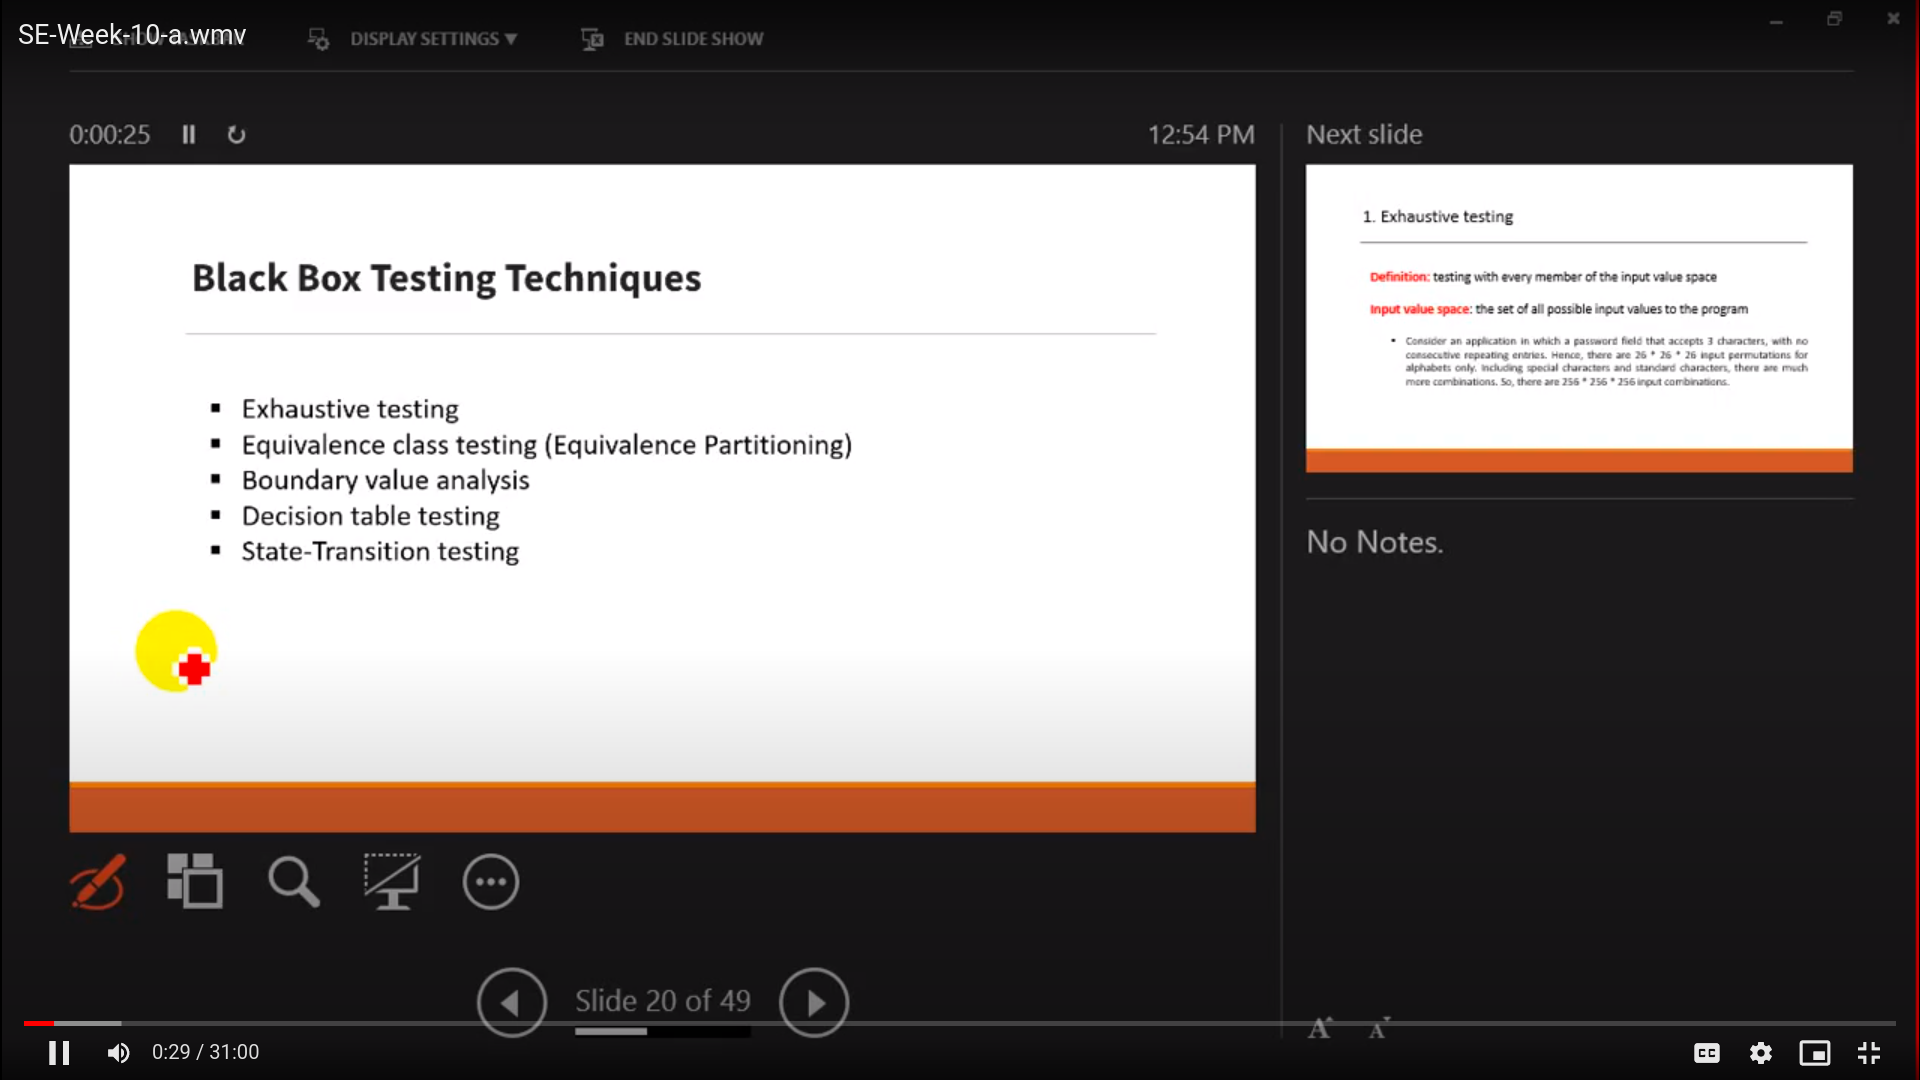 SE-Week-10-a.wmv
DISPLAY SETTINGS ▼
END SLIDE SHOW
0:00:25
12:54 PM
Next slide
Black Box Testing Techniques
▪ Exhaustive testing
▪ Equivalence class testing (Equivalence Partitioning)
▪ Boundary value analysis
▪ Decision table testing
▪ State-Transition testing
1. Exhaustive testing
Definition: testing with every member of the input value space
Input value space: the set of all possible input values to the program
• Consider an application in which a password field that accepts 3 characters, with no
consecutive repeating entries. Hence, there are 26 * 26 * 26 input permutations for
alphabets only. Including special characters and standard characters, there are much
more combinations. So, there are 256 * 256 * 256 input combinations.
No Notes.
Slide 20 of 49
A A
0:29 / 31:00
CC